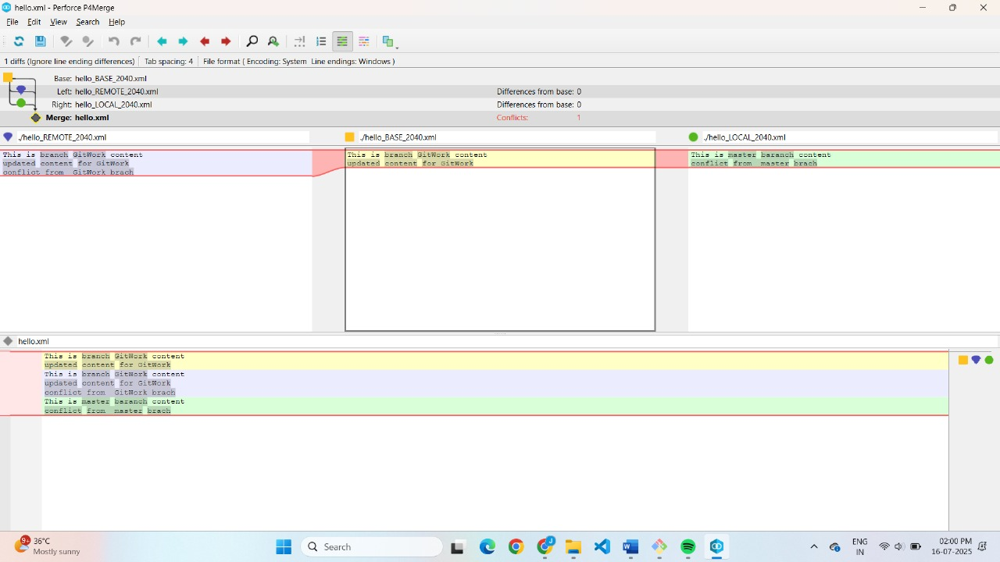 hello.xml - Perforce P4Merge
File Edit View Search Help
1 diffs (Ignore line ending differences) Tab spacing: 4 File format ( Encoding: System Line endings: Windows )
Base: hello_BASE_2040.xml
Left: hello_REMOTE_2040.xml Differences from base: 0
Right: hello_LOCAL_2040.xml Differences from base: 0
Merge: hello.xml Conflicts: 1
./hello_REMOTE_2040.xml ./hello_BASE_2040.xml ./hello_LOCAL_2040.xml
This is branch GitWork content
updated content for GitWork
conflict from GitWork brach
This is branch GitWork content
updated content for GitWork
This is master baranch content
conflict from master brach
hello.xml
This is branch GitWork content
updated content for GitWork
This is branch GitWork content
updated content for GitWork
conflict from GitWork brach
This is master baranch content
conflict from master brach
9+ 36°C
Mostly sunny
Search
J
ENG
IN
02:00 PM
16-07-2025